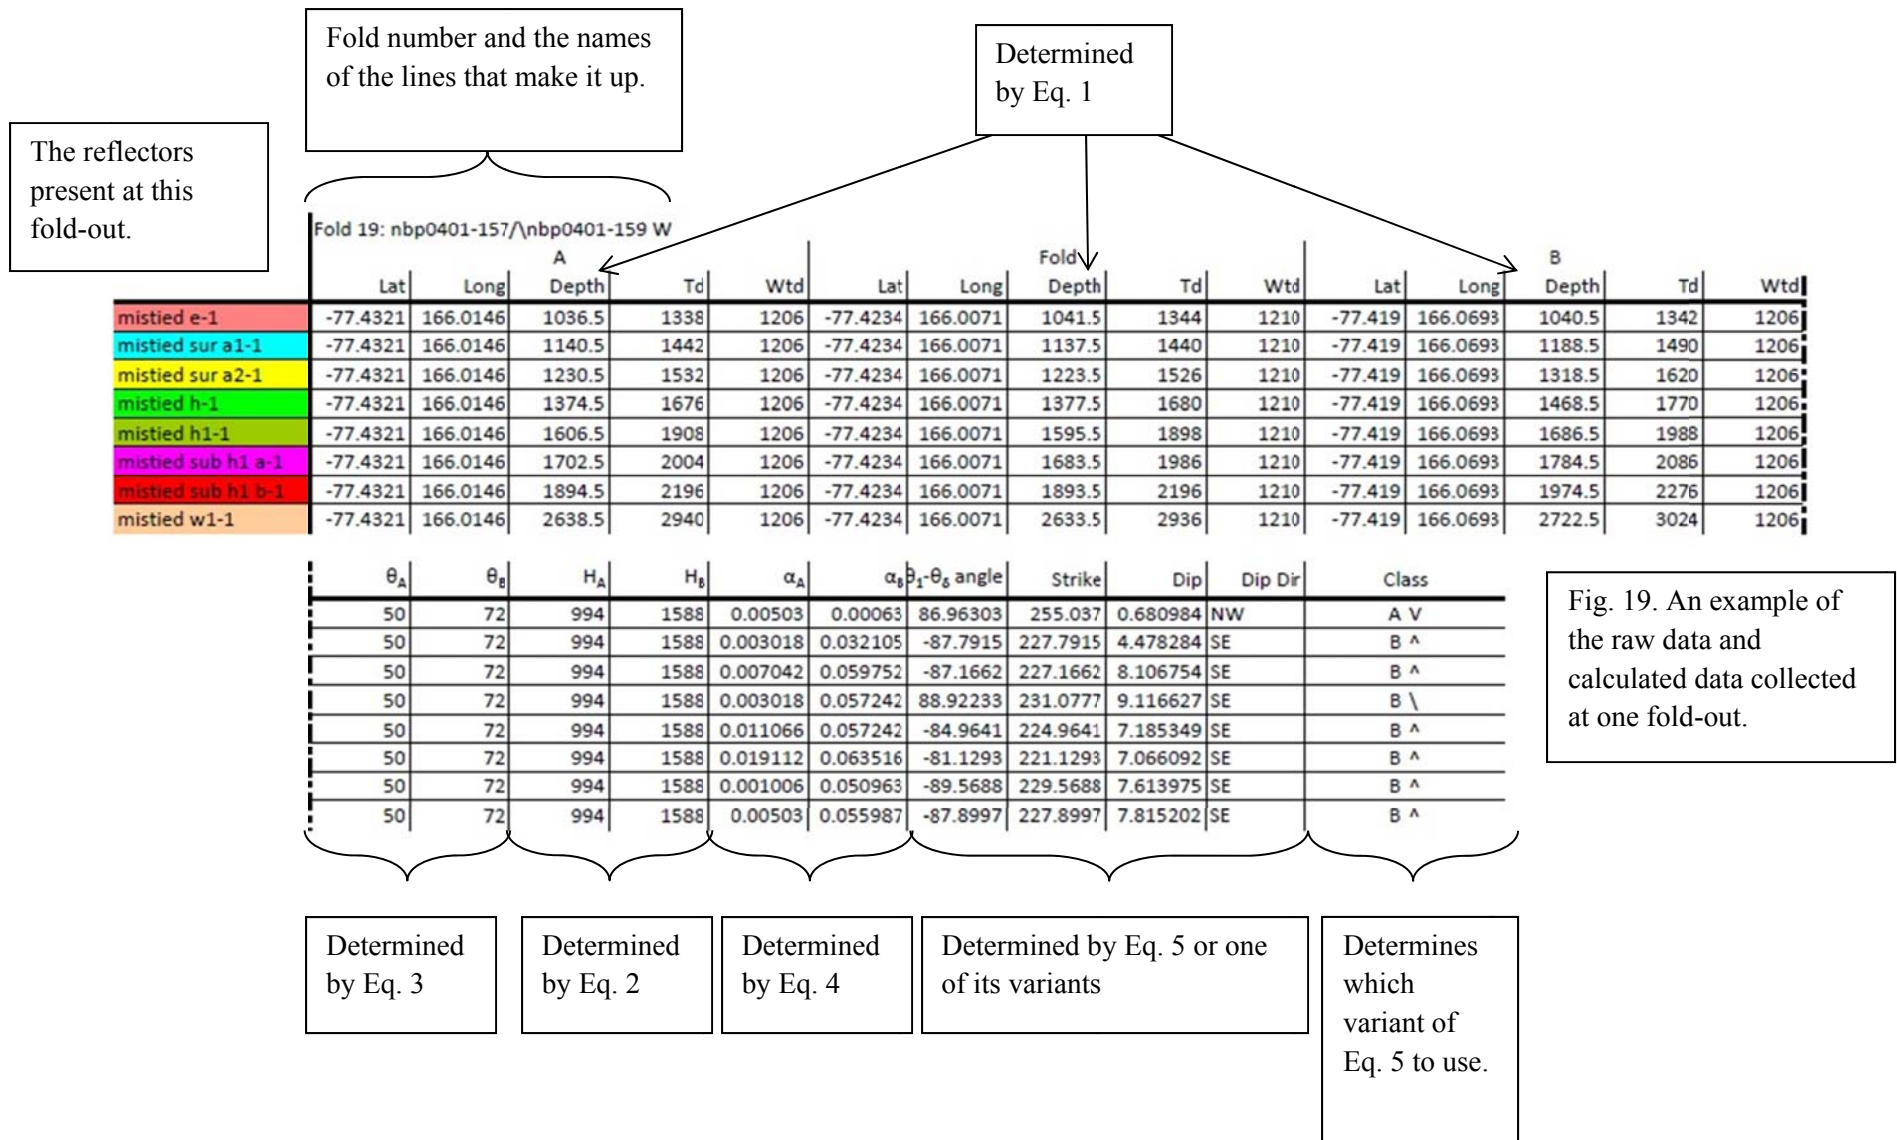 Fold number and the names
of the lines that make it up.
Determined
by Eq. 1
The reflectors
present at this
fold-out.
Fold 19: nbp0401-157/\nbp0401-159 W
A Fold B
Lat Long Depth Td Wtd Lat Long Depth Td Wtd Lat Long Depth Td Wtd
mistied e-1 -77.4321 166.0146 1036.5 1338 1206 -77.4234 166.0071 1041.5 1344 1210 -77.419 166.0693 1040.5 1342 1206
mistied sur a1-1 -77.4321 166.0146 1140.5 1442 1206 -77.4234 166.0071 1137.5 1440 1210 -77.419 166.0693 1188.5 1490 1206
mistied sur a2-1 -77.4321 166.0146 1230.5 1532 1206 -77.4234 166.0071 1223.5 1526 1210 -77.419 166.0693 1318.5 1620 1206
mistied h-1 -77.4321 166.0146 1374.5 1676 1206 -77.4234 166.0071 1377.5 1680 1210 -77.419 166.0693 1468.5 1770 1206
mistied h1-1 -77.4321 166.0146 1606.5 1908 1206 -77.4234 166.0071 1595.5 1898 1210 -77.419 166.0693 1686.5 1988 1206
mistied sub h1 a-1 -77.4321 166.0146 1702.5 2004 1206 -77.4234 166.0071 1683.5 1986 1210 -77.419 166.0693 1784.5 2086 1206
mistied sub h1 b-1 -77.4321 166.0146 1894.5 2196 1206 -77.4234 166.0071 1893.5 2196 1210 -77.419 166.0693 1974.5 2276 1206
mistied w1-1 -77.4321 166.0146 2638.5 2940 1206 -77.4234 166.0071 2633.5 2936 1210 -77.419 166.0693 2722.5 3024 1206
θA θB HA HB αA αB θ1-θδ angle Strike Dip Dip Dir Class
50 72 994 1588 0.00503 0.00063 86.96303 255.037 0.680984 NW A V
50 72 994 1588 0.003018 0.032105 -87.7915 227.7915 4.478284 SE B ^
50 72 994 1588 0.007042 0.059752 -87.1662 227.1662 8.106754 SE B ^
50 72 994 1588 0.003018 0.057242 88.92233 231.0777 9.116627 SE B \
50 72 994 1588 0.011066 0.057242 -84.9641 224.9641 7.185349 SE B ^
50 72 994 1588 0.019112 0.063516 -81.1293 221.1293 7.066092 SE B ^
50 72 994 1588 0.001006 0.050963 -89.5688 229.5688 7.613975 SE B ^
50 72 994 1588 0.00503 0.055987 -87.8997 227.8997 7.815202 SE B ^
Fig. 19. An example of
the raw data and
calculated data collected
at one fold-out.
Determined
by Eq. 3
Determined
by Eq. 2
Determined
by Eq. 4
Determined by Eq. 5 or one
of its variants
Determines
which
variant of
Eq. 5 to use.